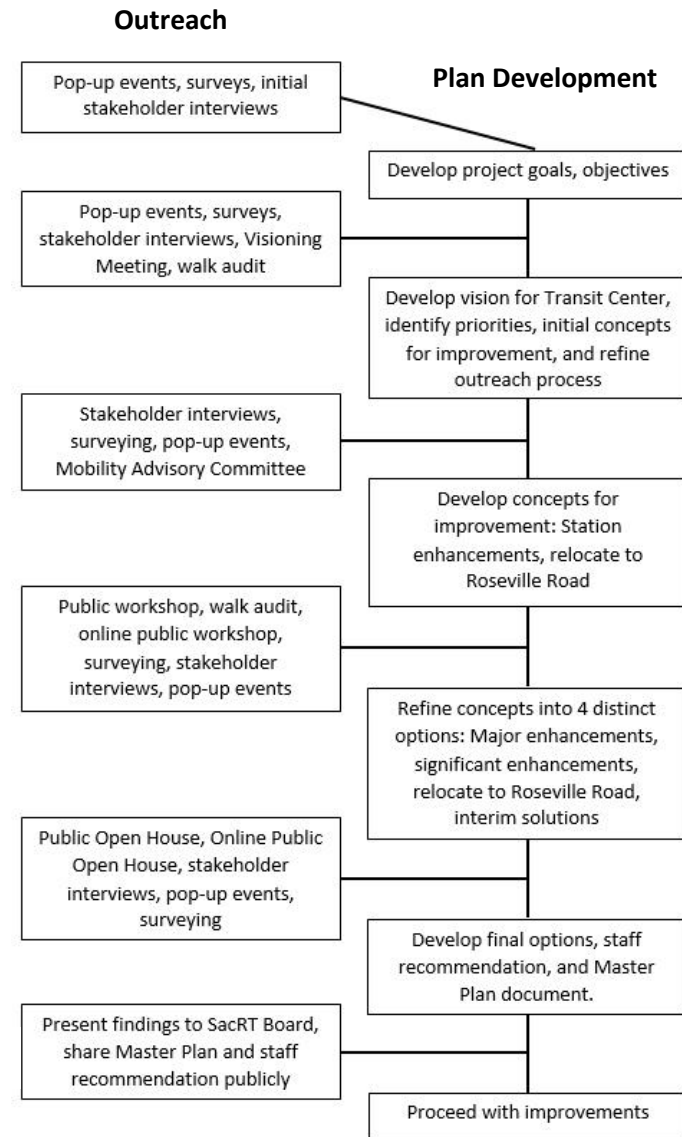 Outreach
Plan Development
Pop-up events, surveys, initial
stakeholder interviews
Develop project goals, objectives
Pop-up events, surveys,
stakeholder interviews, Visioning
Meeting, walk audit
Develop vision for Transit Center,
identify priorities, initial concepts
for improvement, and refine
outreach process
Stakeholder interviews,
surveying, pop-up events,
Mobility Advisory Committee
Develop concepts for
improvement: Station
enhancements, relocate to
Roseville Road
Public workshop, walk audit,
online public workshop,
surveying, stakeholder
interviews, pop-up events
Refine concepts into 4 distinct
options: Major enhancements,
significant enhancements,
relocate to Roseville Road,
interim solutions
Public Open House, Online Public
Open House, stakeholder
interviews, pop-up events,
surveying
Develop final options, staff
recommendation, and Master
Plan document.
Present findings to SacRT Board,
share Master Plan and staff
recommendation publicly
Proceed with improvements